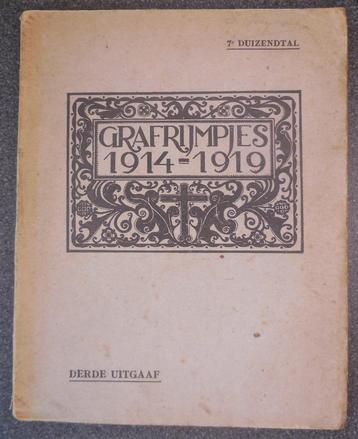 7e DUIZENDTAL
GRAFRIJMPJES
1914=1919
DERDE UITGAAF